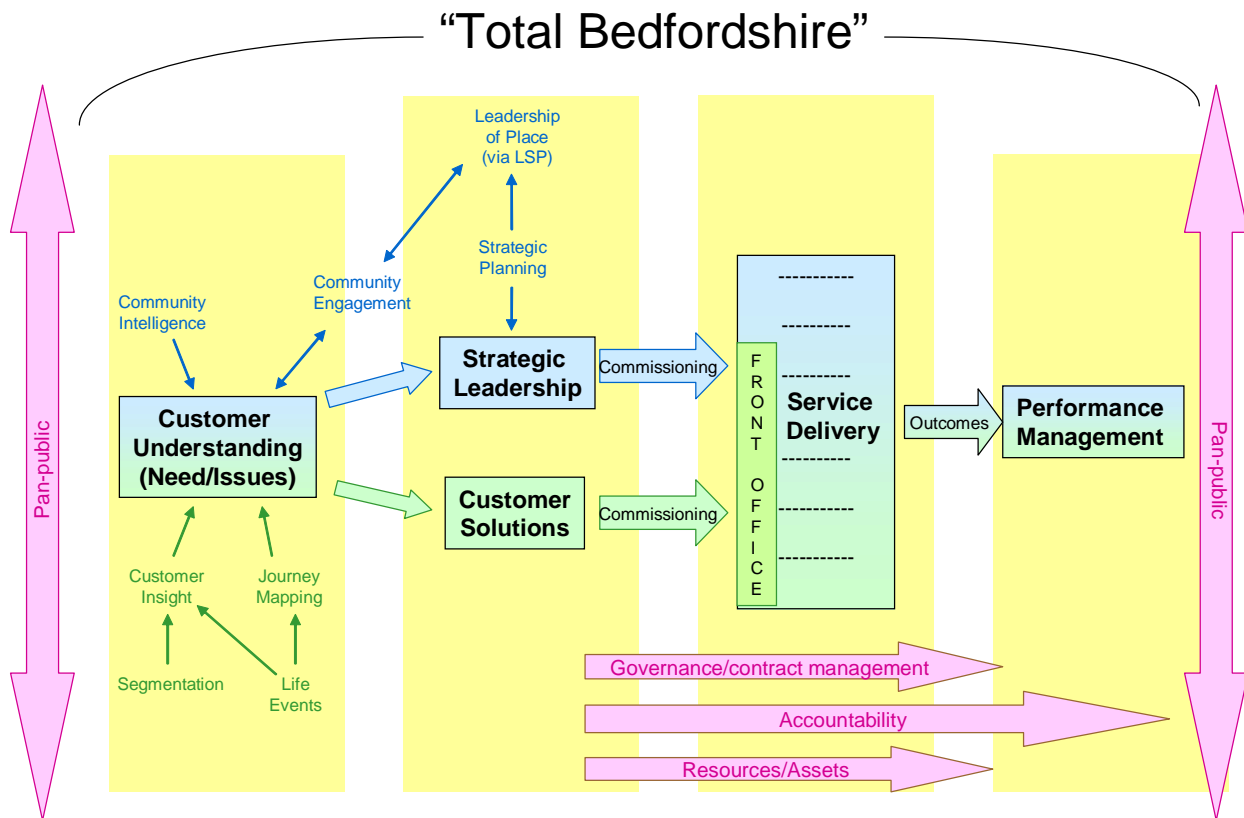 “Total Bedfordshire”
Pan-public
Leadership
of Place
(via LSP)
Strategic
Planning
Community
Engagement
Community
Intelligence
Customer
Understanding
(Need/Issues)
Strategic
Leadership
Customer
Solutions
Commissioning
Commissioning
FRONT OFFICE
-----------
----------
----------
Service
Delivery
----------
----------
-----------
Outcomes
Performance
Management
Customer
Insight
Journey
Mapping
Segmentation
Life
Events
Governance/contract management
Accountability
Resources/Assets
Pan-public